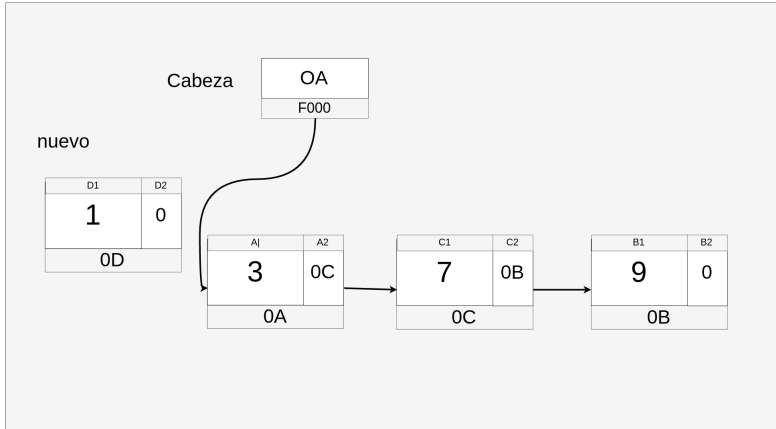 Cabeza
OA
F000
nuevo
D1 D2
1 0
0D
A| A2
3 0C
0A
C1 C2
7 0B
0C
B1 B2
9 0
0B